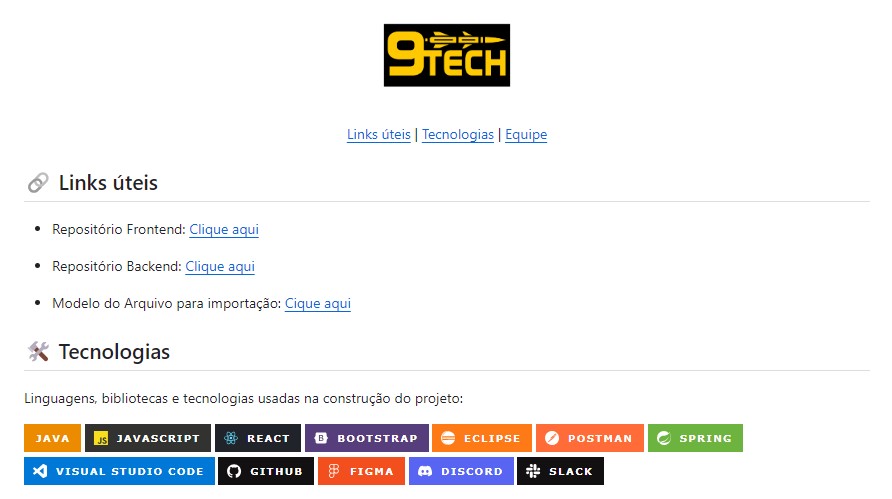 9TECH
Links úteis | Tecnologias | Equipe
Links úteis
Repositório Frontend: Clique aqui
Repositório Backend: Clique aqui
Modelo do Arquivo para importação: Cique aqui
Tecnologias
Linguagens, bibliotecas e tecnologias usadas na construção do projeto:
JAVA JS JAVASCRIPT REACT B BOOTSTRAP ECLIPSE POSTMAN SPRING
VISUAL STUDIO CODE GITHUB FIGMA DISCORD SLACK